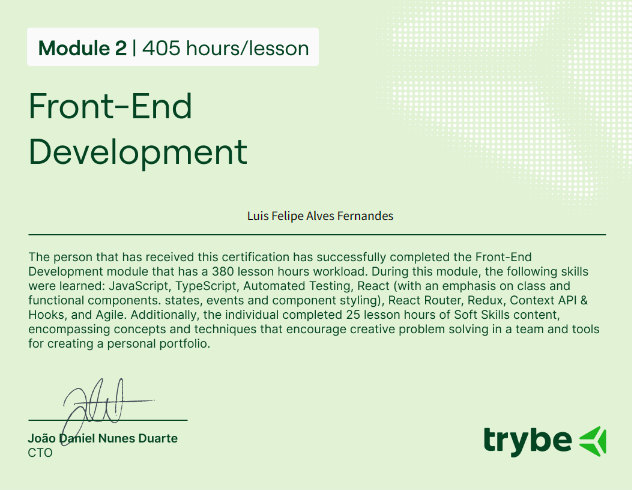 Module 2 | 405 hours/lesson
Front-End
Development
Luis Felipe Alves Fernandes
The person that has received this certification has successfully completed the Front-End
Development module that has a 380 lesson hours workload. During this module, the following skills
were learned: JavaScript, TypeScript, Automated Testing, React (with an emphasis on class and
functional components. states, events and component styling), React Router, Redux, Context API &
Hooks, and Agile. Additionally, the individual completed 25 lesson hours of Soft Skills content,
encompassing concepts and techniques that encourage creative problem solving in a team and tools
for creating a personal portfolio.
João Daniel Nunes Duarte
CTO
trybe